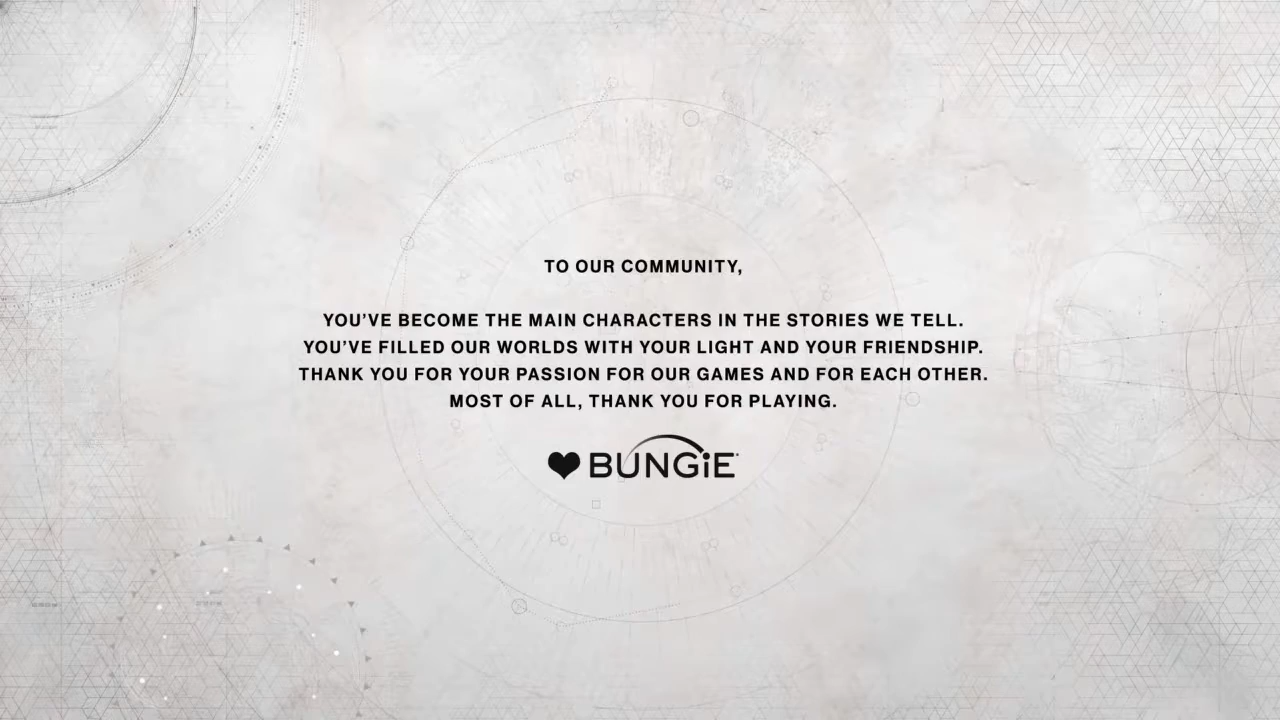 TO OUR COMMUNITY,
YOU'VE BECOME THE MAIN CHARACTERS IN THE STORIES WE TELL.
YOU'VE FILLED OUR WORLDS WITH YOUR LIGHT AND YOUR FRIENDSHIP.
THANK YOU FOR YOUR PASSION FOR OUR GAMES AND FOR EACH OTHER.
MOST OF ALL, THANK YOU FOR PLAYING.
BUNGiE